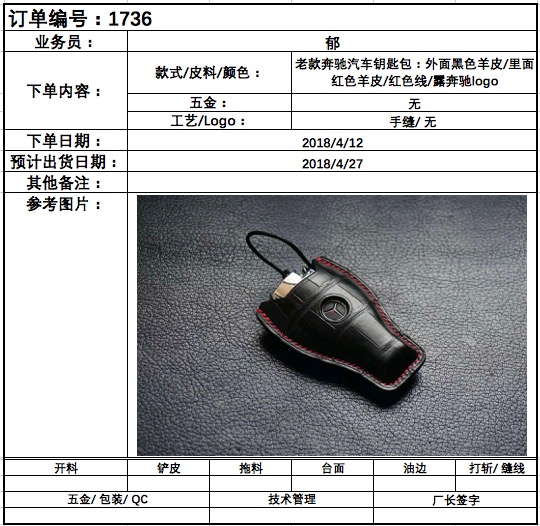 订单编号：1736
业务员： 郁
下单内容： 款式/皮料/颜色： 老款奔驰汽车钥匙包：外面黑色羊皮/里面
红色羊皮/红色线/露奔驰logo
五金： 无
工艺/Logo： 手缝/ 无
下单日期： 2018/4/12
预计出货日期： 2018/4/27
其他备注：
参考图片：
开料 铲皮 拖料 台面 油边 打斩/ 缝线
五金/ 包装/ QC 技术管理 厂长签字